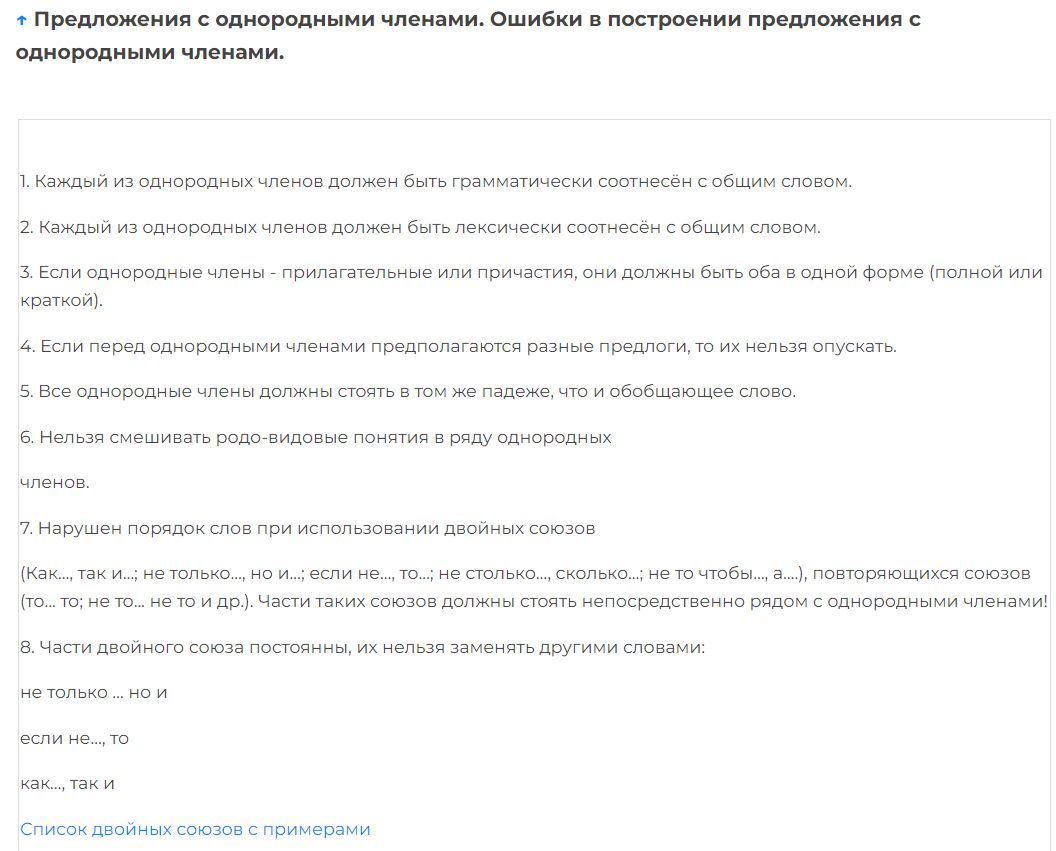 ↑ Предложения с однородными членами. Ошибки в построении предложения с
однородными членами.
1. Каждый из однородных членов должен быть грамматически соотнесён с общим словом.
2. Каждый из однородных членов должен быть лексически соотнесён с общим словом.
3. Если однородные члены - прилагательные или причастия, они должны быть оба в одной форме (полной или
краткой).
4. Если перед однородными членами предполагаются разные предлоги, то их нельзя опускать.
5. Все однородные члены должны стоять в том же падеже, что и обобщающее слово.
6. Нельзя смешивать родо-видовые понятия в ряду однородных
членов.
7. Нарушен порядок слов при использовании двойных союзов
(Как..., так и...; не только..., но и...; если не..., то...; не столько..., сколько...; не то чтобы..., а....), повторяющихся союзов
(то... то; не то... не то и др.). Части таких союзов должны стоять непосредственно рядом с однородными членами!
8. Части двойного союза постоянны, их нельзя заменять другими словами:
не только ... но и
если не..., то
как..., так и
Список двойных союзов с примерами